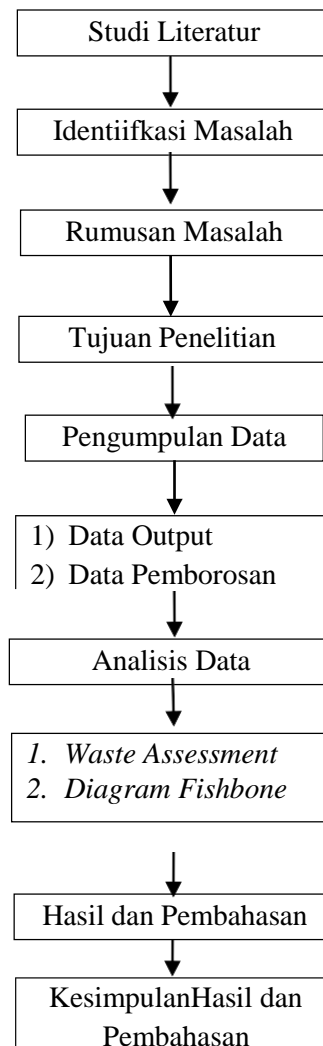 Studi Literatur
Identiifkasi Masalah
Rumusan Masalah
Tujuan Penelitian
Pengumpulan Data
1) Data Output
2) Data Pemborosan
Analisis Data
1. Waste Assessment
2. Diagram Fishbone
Hasil dan Pembahasan
KesimpulanHasil dan
Pembahasan